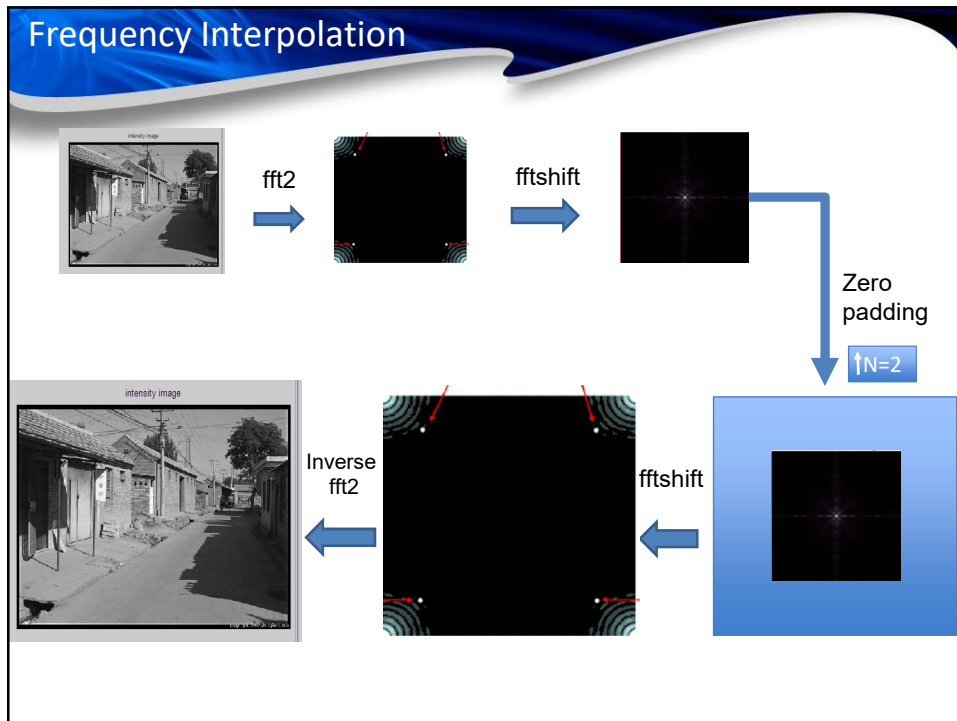 Frequency Interpolation
intensity image
fft2
fftshift
Zero
padding
↑N=2
intensity image
Inverse
fft2
fftshift